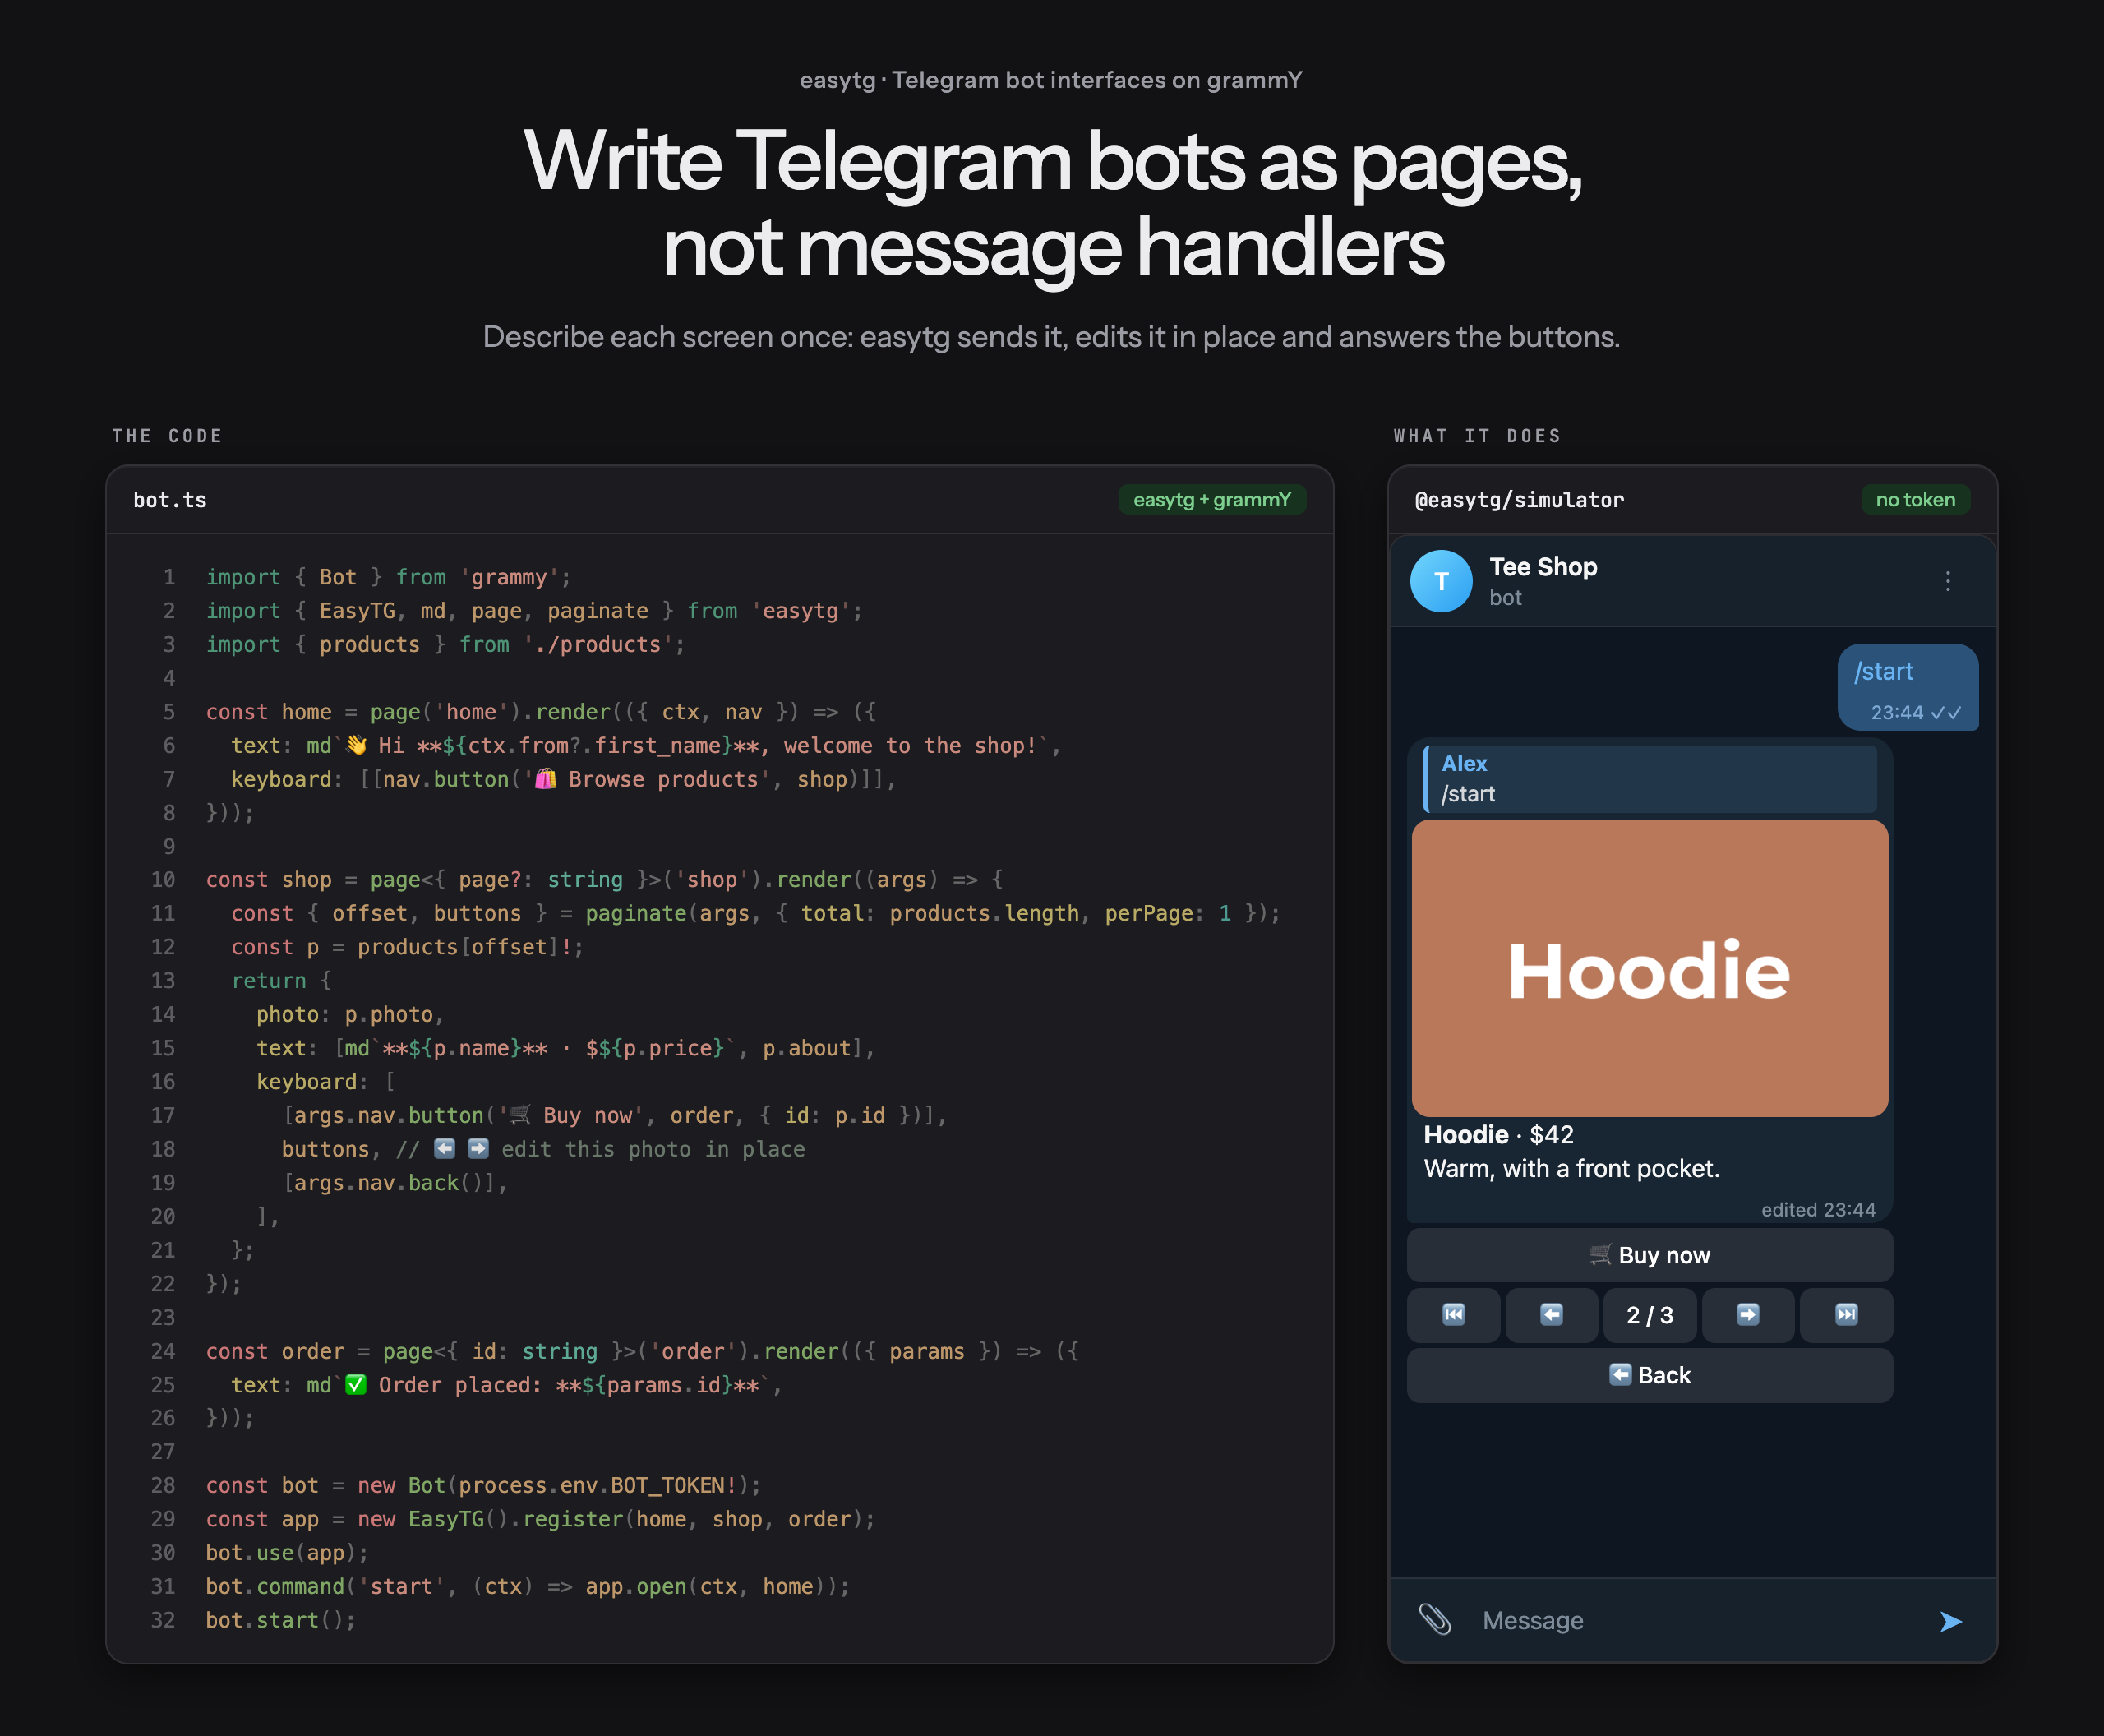 easytg · Telegram bot interfaces on grammY
Write Telegram bots as pages,
not message handlers
Describe each screen once: easytg sends it, edits it in place and answers the buttons.
THE CODE
bot.ts
easytg + grammY
1 import { Bot } from 'grammy';
2 import { EasyTG, md, page, paginate } from 'easytg';
3 import { products } from './products';
4
5 const home = page('home').render(({ ctx, nav }) => ({
6   text: md`👋 Hi **${ctx.from?.first_name}**, welcome to the shop!`,
7   keyboard: [[nav.button('🛍️ Browse products', shop)]],
8 }));
9
10 const shop = page<{ page?: string }>('shop').render((args) => {
11   const { offset, buttons } = paginate(args, { total: products.length, perPage: 1 });
12   const p = products[offset]!;
13   return {
14     photo: p.photo,
15     text: [md`**${p.name}** · $${p.price}`, p.about],
16     keyboard: [
17       [args.nav.button('🛒 Buy now', order, { id: p.id })],
18       buttons, // ⬅️ ➡️ edit this photo in place
19       [args.nav.back()],
20     ],
21   };
22 });
23
24 const order = page<{ id: string }>('order').render(({ params }) => ({
25   text: md`✅ Order placed: **${params.id}**`,
26 }));
27
28 const bot = new Bot(process.env.BOT_TOKEN!);
29 const app = new EasyTG().register(home, shop, order);
30 bot.use(app);
31 bot.command('start', (ctx) => app.open(ctx, home));
32 bot.start();
WHAT IT DOES
@easytg/simulator
no token
T
Tee Shop
bot
/start
23:44 ✓✓
Alex
/start
Hoodie
Hoodie · $42
Warm, with a front pocket.
edited 23:44
🛒 Buy now
⏮️ ⬅️ 2 / 3 ➡️ ⏭️
⬅️ Back
Message